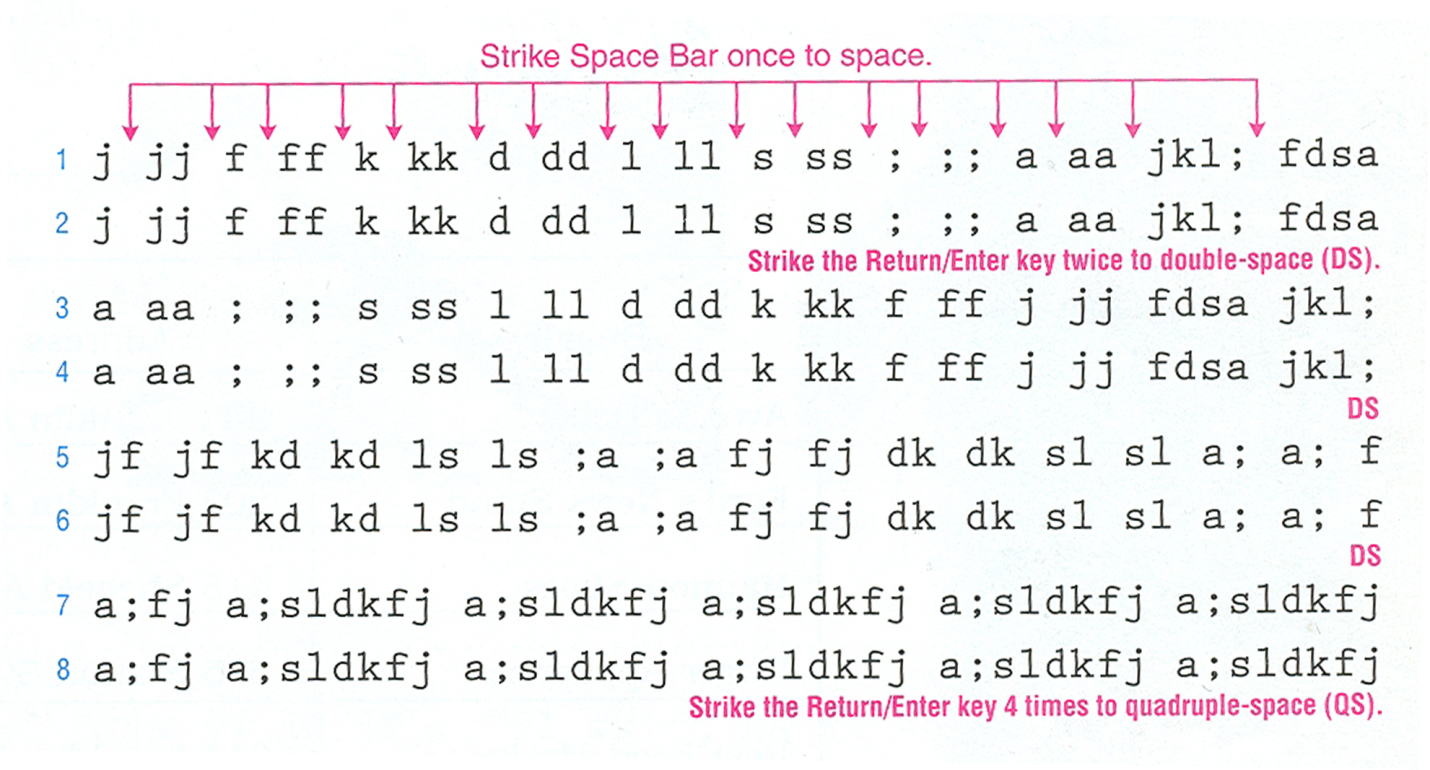 Strike Space Bar once to space.
1 j jj f ff k kk d dd l ll s ss ; ;; a aa jkl; fdsa
2 j jj f ff k kk d dd l ll s ss ; ;; a aa jkl; fdsa
Strike the Return/Enter key twice to double-space (DS).
3 a aa ; ;; s ss l ll d dd k kk f ff j jj fdsa jkl;
4 a aa ; ;; s ss l ll d dd k kk f ff j jj fdsa jkl;
DS
5 jf jf kd kd ls ls ;a ;a fj fj dk dk sl sl a; a; f
6 jf jf kd kd ls ls ;a ;a fj fj dk dk sl sl a; a; f
DS
7 a;fj a;sldkfj a;sldkfj a;sldkfj a;sldkfj a;sldkfj
8 a;fj a;sldkfj a;sldkfj a;sldkfj a;sldkfj a;sldkfj
Strike the Return/Enter key 4 times to quadruple-space (QS).